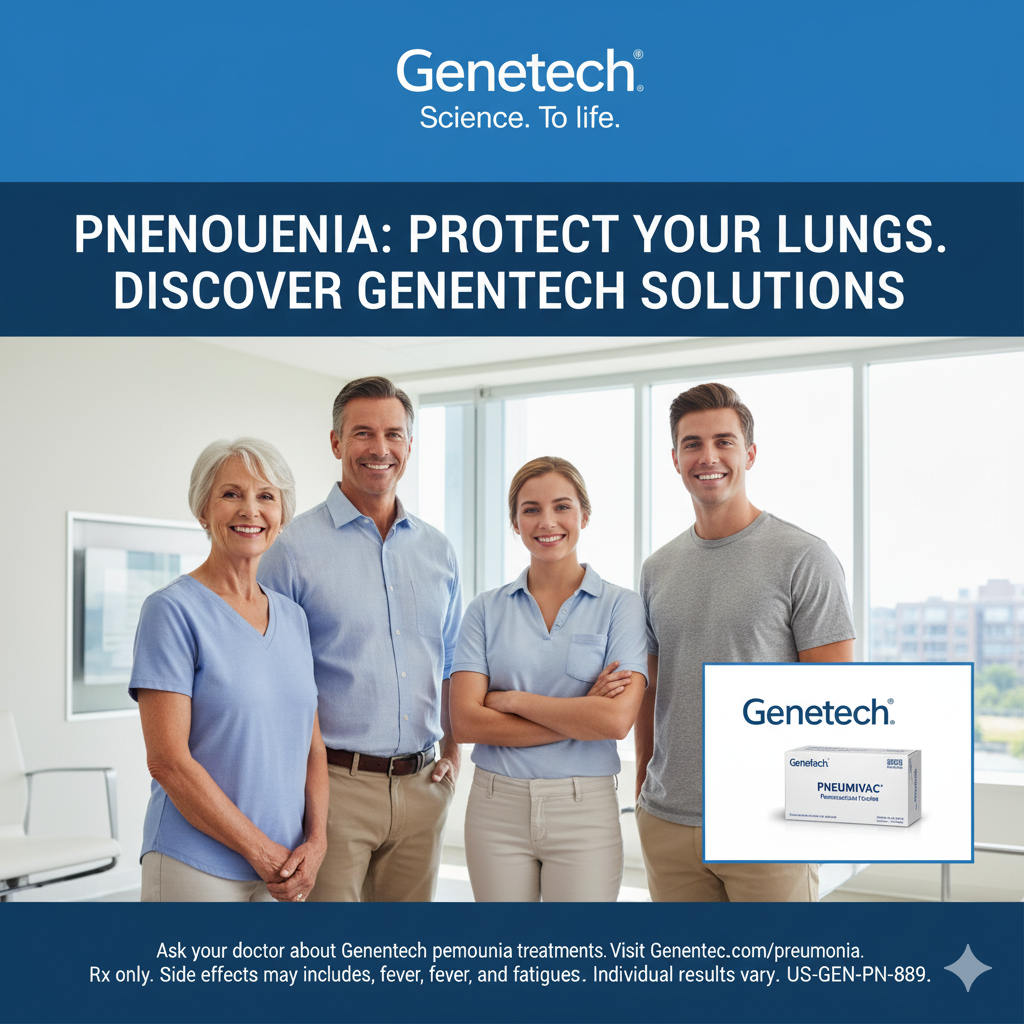 Genetech®
Science. To life.
PNENOUENIA: PROTECT YOUR LUNGS.
DISCOVER GENENTECH SOLUTIONS
Genetech®
Genefach
PNEUMIVAC
Ask your doctor about Genentech pemounia treatments. Visit Genentec.com/preumonia.
Rx only. Side effects may includes, fever, fever, and fatigues. Individual results vary. US-GEN-PN-889.